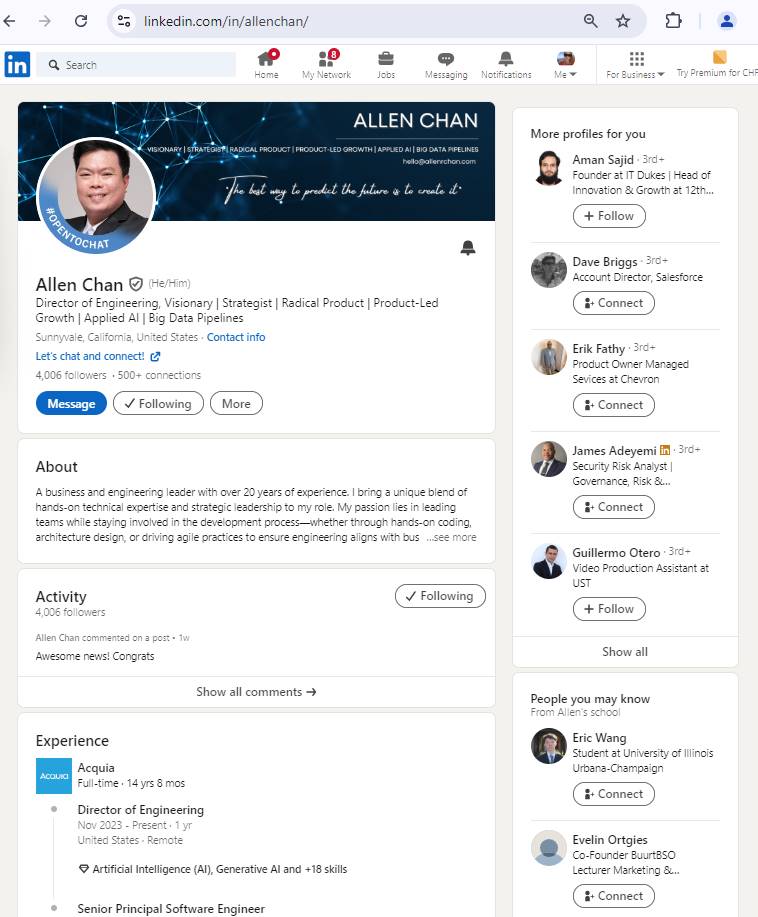 linkedin.com/in/allenchan/
in
Search
Home
8
My Network
Jobs
Messaging
Notifications
Me
For Business
Try Premium for CHF
ALLEN CHAN
VISIONARY | STRATEGIST | RADICAL PRODUCT | PRODUCT-LED GROWTH | APPLIED AI | BIG DATA PIPELINES
hello@allenrchan.com
"The best way to predict the future is to create it"
#OPENTOCHAT
Allen Chan (He/Him)
Director of Engineering, Visionary | Strategist | Radical Product | Product-Led
Growth | Applied AI | Big Data Pipelines
Sunnyvale, California, United States · Contact info
Let's chat and connect!
4,006 followers · 500+ connections
Message
Following
More
About
A business and engineering leader with over 20 years of experience. I bring a unique blend of
hands-on technical expertise and strategic leadership to my role. My passion lies in leading
teams while staying involved in the development process—whether through hands-on coding,
architecture design, or driving agile practices to ensure engineering aligns with bus ...see more
Activity
4,006 followers
Following
Allen Chan commented on a post • 1w
Awesome news! Congrats
Show all comments →
Experience
Acquia
Acquia
Full-time · 14 yrs 8 mos
Director of Engineering
Nov 2023 - Present · 1 yr
United States · Remote
Artificial Intelligence (AI), Generative AI and +18 skills
Senior Principal Software Engineer
More profiles for you
Aman Sajid · 3rd+
Founder at IT Dukes | Head of
Innovation & Growth at 12th...
+ Follow
Dave Briggs · 3rd+
Account Director, Salesforce
Connect
Erik Fathy · 3rd+
Product Owner Managed
Sevices at Chevron
Connect
James Adeyemi in · 3rd+
Security Risk Analyst |
Governance, Risk &...
Connect
Guillermo Otero · 3rd+
Video Production Assistant at
UST
+ Follow
Show all
People you may know
From Allen's school
Eric Wang
Student at University of Illinois
Urbana-Champaign
Connect
Evelin Ortgies
Co-Founder BuurtBSO
Lecturer Marketing &...
Connect